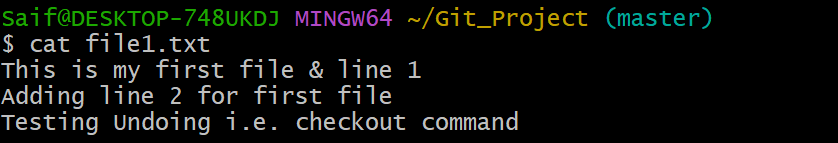 Saif@DESKTOP-748UKDJ MINGW64 ~/Git_Project (master)
$ cat file1.txt
This is my first file & line 1
Adding line 2 for first file
Testing Undoing i.e. checkout command